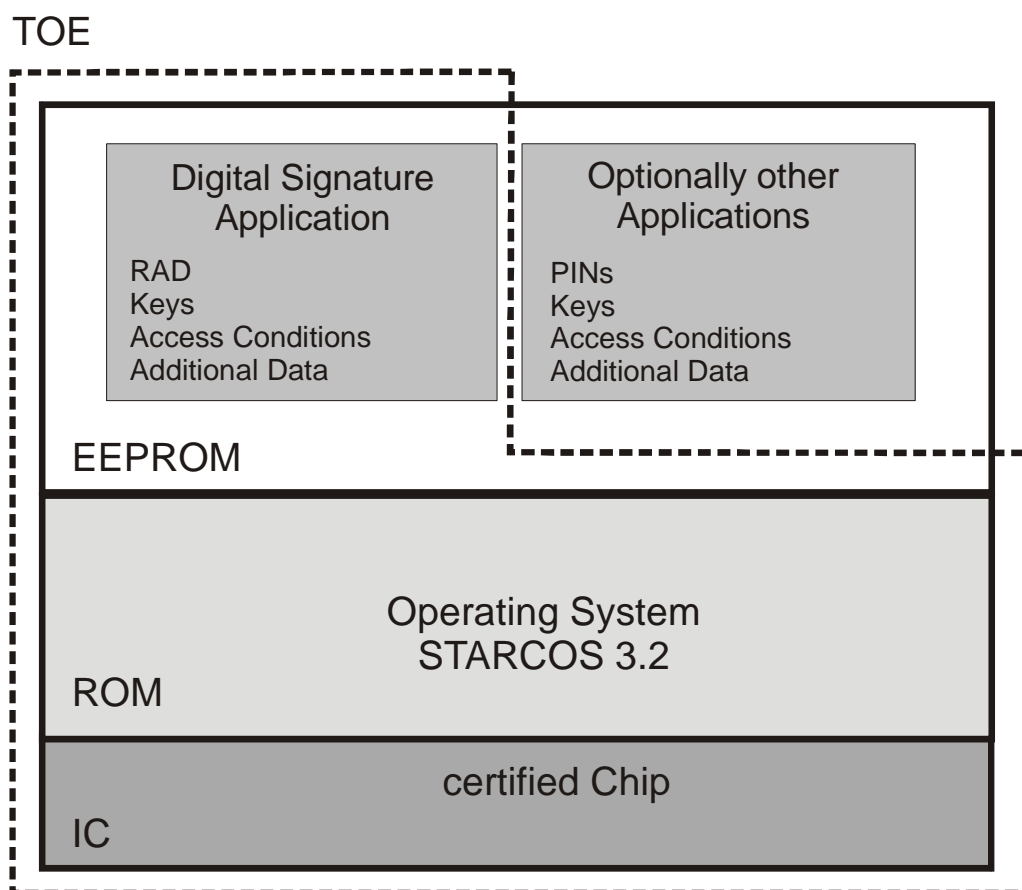 TOE
Digital Signature
Application
RAD
Keys
Access Conditions
Additional Data
Optionally other
Applications
PINs
Keys
Access Conditions
Additional Data
EEPROM
Operating System
STARCOS 3.2
ROM
certified Chip
IC